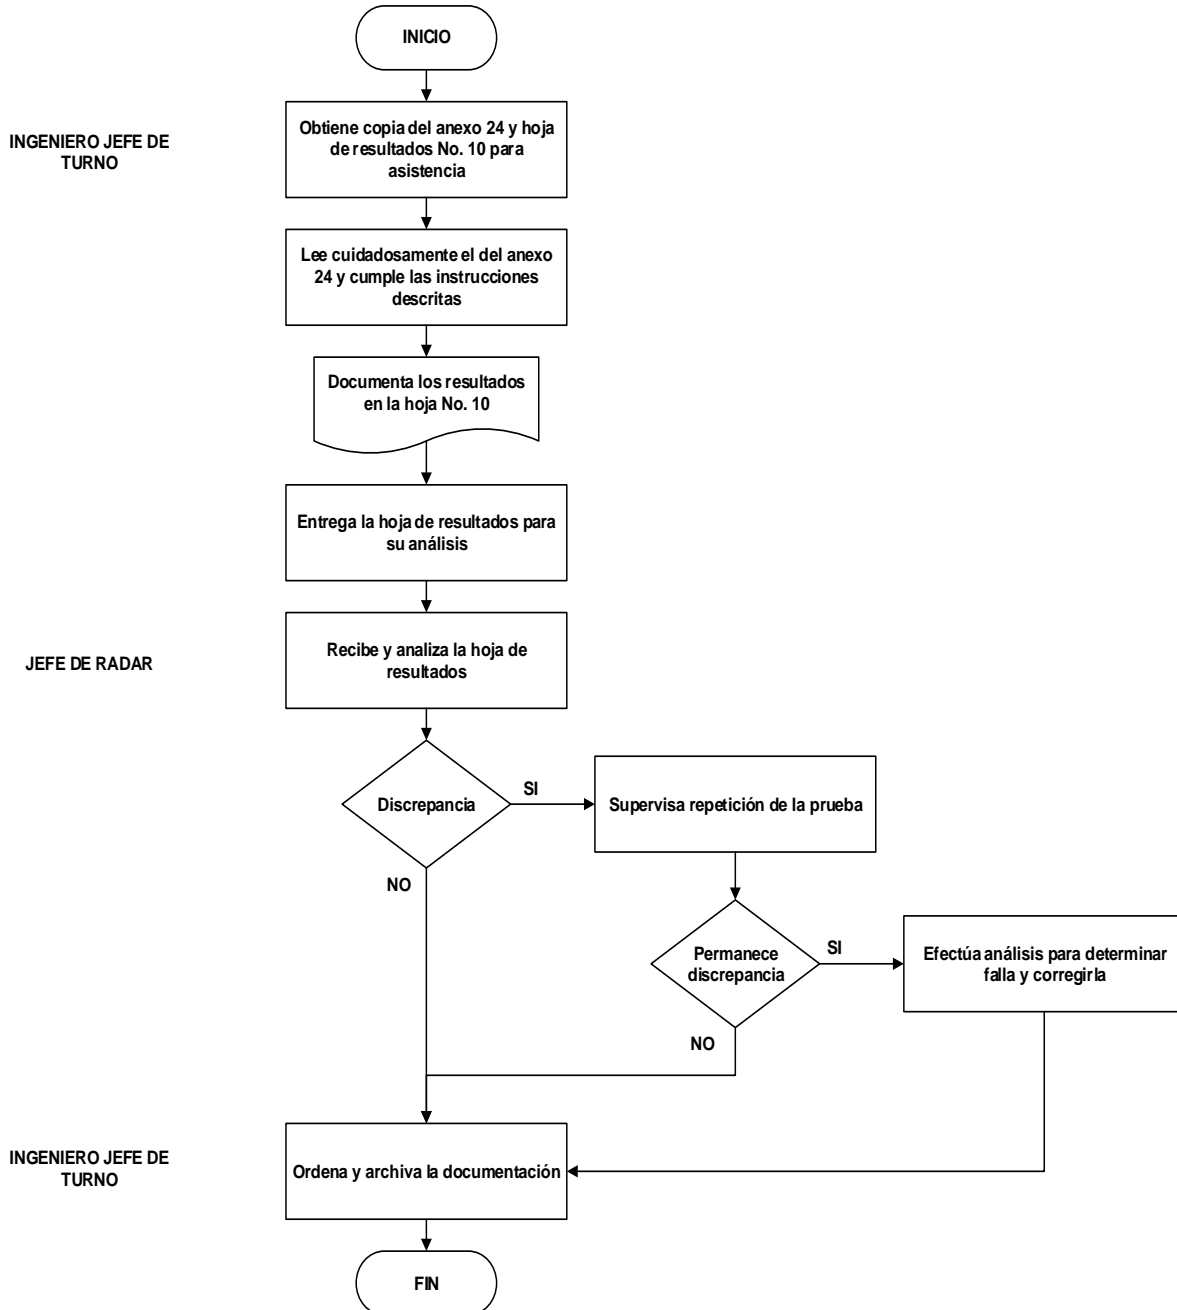 INICIO
INGENIERO JEFE DE
TURNO
Obtiene copia del anexo 24 y hoja
de resultados No. 10 para
asistencia
Lee cuidadosamente el del anexo
24 y cumple las instrucciones
descritas
Documenta los resultados
en la hoja No. 10
Entrega la hoja de resultados para
su análisis
JEFE DE RADAR
Recibe y analiza la hoja de
resultados
Discrepancia
SI
Supervisa repetición de la prueba
NO
Permanece
discrepancia
SI
Efectúa análisis para determinar
falla y corregirla
NO
INGENIERO JEFE DE
TURNO
Ordena y archiva la documentación
FIN